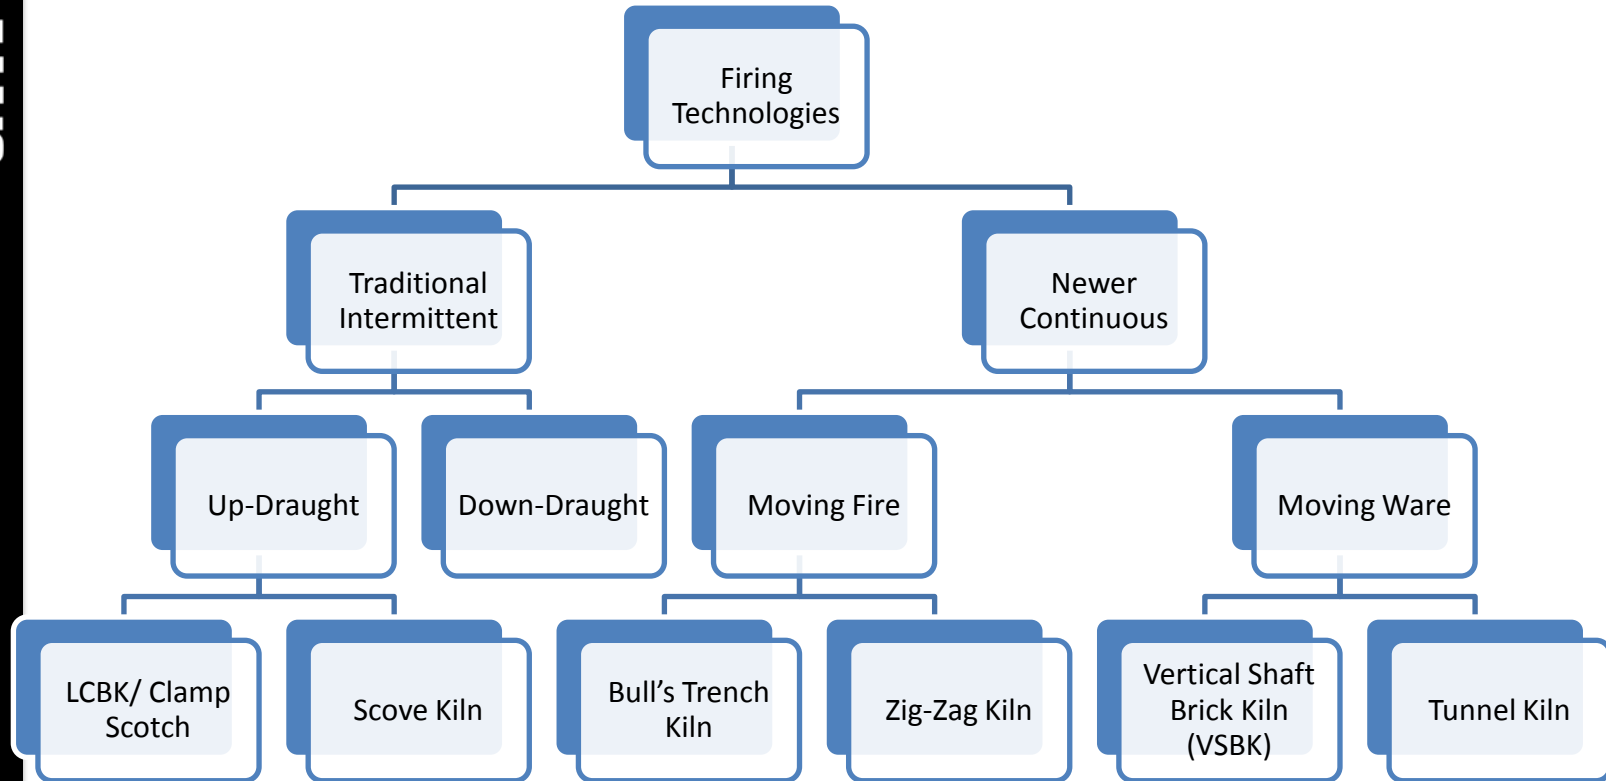 Firing
Technologies
Traditional
Intermittent
Newer
Continuous
Up-Draught
Down-Draught
Moving Fire
Moving Ware
LCBK/ Clamp
Scotch
Scove Kiln
Bull’s Trench
Kiln
Zig-Zag Kiln
Vertical Shaft
Brick Kiln
(VSBK)
Tunnel Kiln